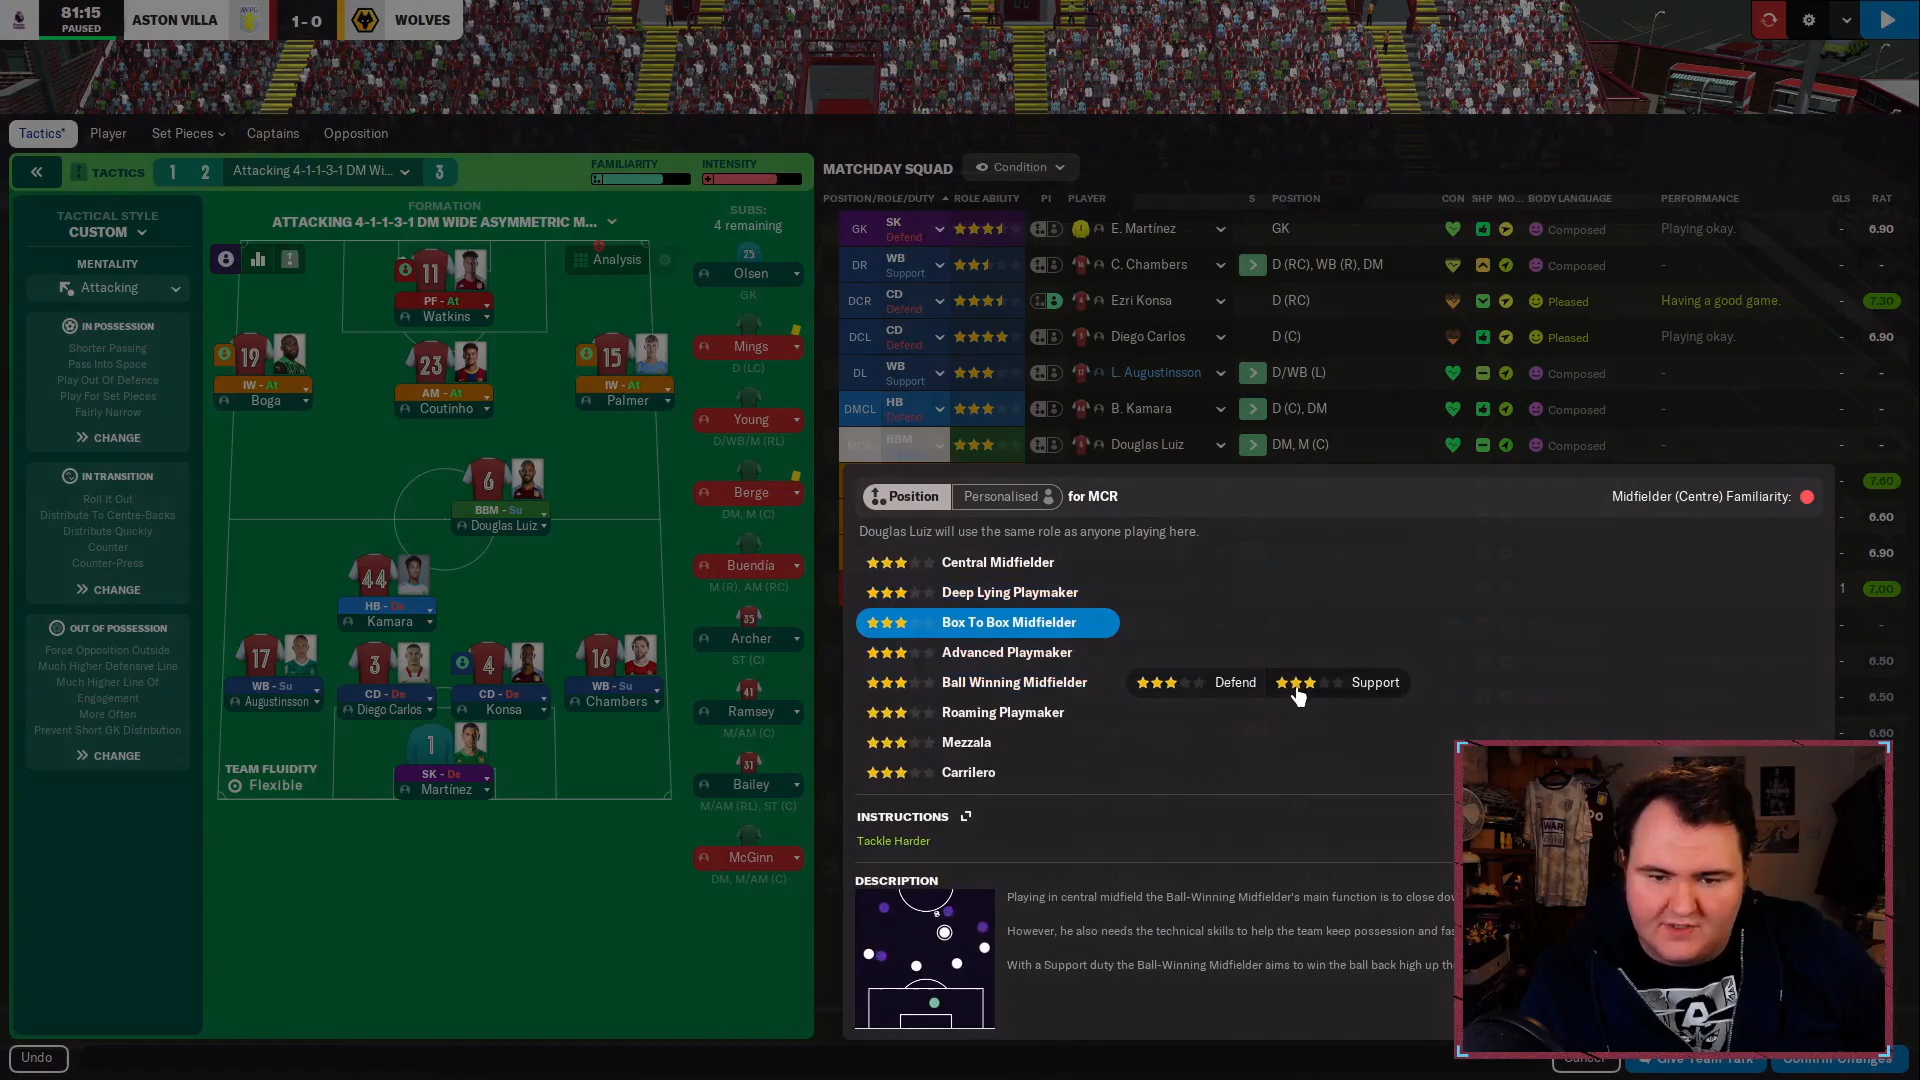 81:15
PAUSED
ASTON VILLA
AVFC
1 - 0
WOLVES
Tactics*
Player
Set Pieces
Captains
Opposition
TACTICS
1
2
Attacking 4-1-1-3-1 DM Wi...
3
FAMILIARITY
INTENSITY
TACTICAL STYLE
CUSTOM
MENTALITY
Attacking
IN POSSESSION
Shorter Passing
Pass Into Space
Play Out Of Defence
Play For Set Pieces
Fairly Narrow
CHANGE
IN TRANSITION
Roll It Out
Distribute To Centre-Backs
Distribute Quickly
Counter
Counter-Press
CHANGE
OUT OF POSSESSION
Force Opposition Outside
Much Higher Defensive Line
Much Higher Line Of
Engagement
More Often
Prevent Short GK Distribution
CHANGE
FORMATION
ATTACKING 4-1-1-3-1 DM WIDE ASYMMETRIC M...
Analysis
11
PF - At
Watkins
19
IW - At
Boga
23
AM - At
Coutinho
15
IW - At
Palmer
6
BBM - Su
Douglas Luiz
44
HB - De
Kamara
17
WB - Su
Augustinsson
3
CD - De
Diego Carlos
4
CD - De
Konsa
16
WB - Su
Chambers
1
SK - De
Martínez
TEAM FLUIDITY
Flexible
SUBS:
4 remaining
25
Olsen
GK
Mings
D (LC)
Young
D/WB/M (RL)
Berge
DM, M (C)
Buendía
M (R), AM (RC)
35
Archer
ST (C)
41
Ramsey
M/AM (C)
31
Bailey
M/AM (RL), ST (C)
McGinn
DM, M/AM (C)
MATCHDAY SQUAD
Condition
POSITION/ROLE/DUTY ROLE ABILITY PI PLAYER S POSITION CON SHP MO... BODY LANGUAGE PERFORMANCE GLS RAT
GK SK Defend E. Martínez GK Composed Playing okay. - 6.90
DR WB Support C. Chambers D (RC), WB (R), DM Composed - - -
DCR CD Defend Ezri Konsa D (RC) Pleased Having a good game. - 7.30
DCL CD Defend Diego Carlos D (C) Pleased Playing okay. - 6.90
DL WB Support L. Augustinsson D/WB (L) Composed - - -
DMCL HB Defend B. Kamara D (C), DM Composed - - -
MCR BBM Douglas Luiz DM, M (C) Composed - - -
Position
Personalised
for MCR
Midfielder (Centre) Familiarity:
Douglas Luiz will use the same role as anyone playing here.
Central Midfielder
Deep Lying Playmaker
Box To Box Midfielder
Advanced Playmaker
Ball Winning Midfielder
Defend
Support
Roaming Playmaker
Mezzala
Carrilero
- 7.60
- 6.60
- 6.90
1 7.00
- -
- 6.50
- 6.50
- 6.60
INSTRUCTIONS
Tackle Harder
DESCRIPTION
Playing in central midfield the Ball-Winning Midfielder's main function is to close dow
However, he also needs the technical skills to help the team keep possession and fas
With a Support duty the Ball-Winning Midfielder aims to win the ball back high up the
WAR
Undo
Cancel
Give Team Talk
Confirm Changes